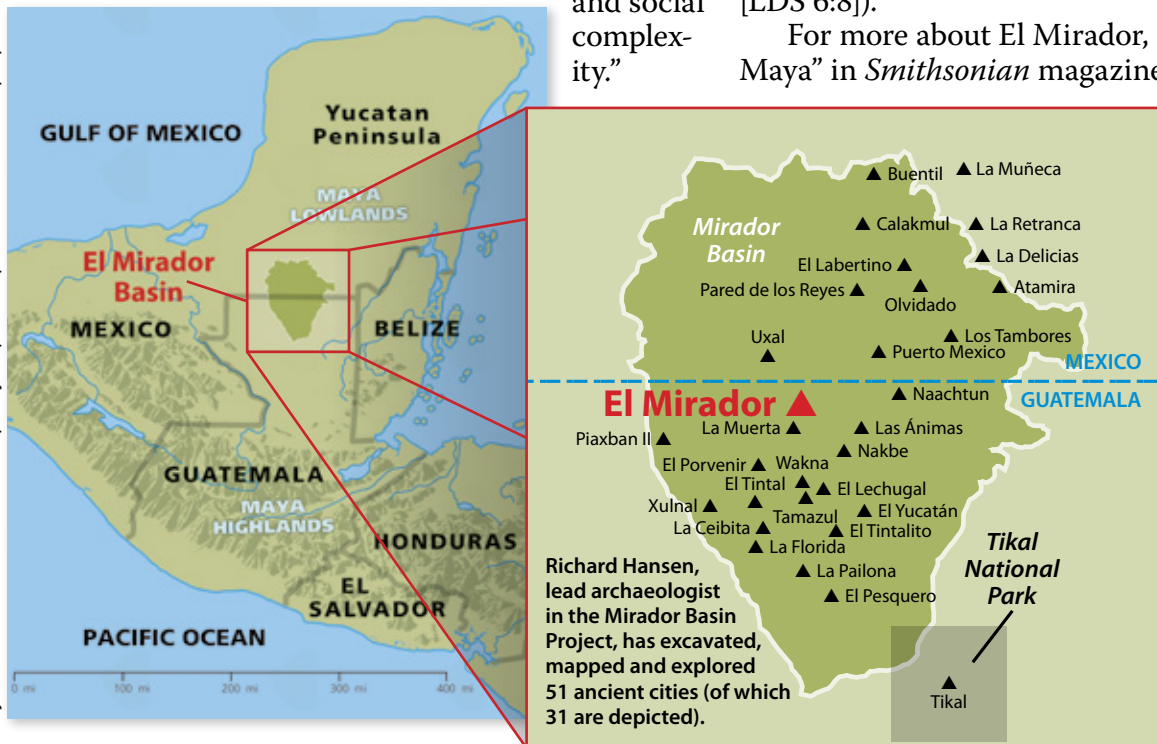 and social
complex-
ity.”
[LDS 6:8]).
For more about El Mirador,
Maya” in Smithsonian magazine
GULF OF MEXICO
Yucatan
Peninsula
MAYA
LOWLANDS
El Mirador
Basin
MEXICO
BELIZE
GUATEMALA
MAYA
HIGHLANDS
HONDURAS
EL
SALVADOR
PACIFIC OCEAN
0 mi
100 mi
200 mi
300 mi
Mirador
Basin
Buentil
La Muñeca
Calakmul
La Retranca
La Delicias
El Labertino
Pared de los Reyes
Olvidado
Atamira
Los Tambores
Uxal
Puerto Mexico
MEXICO
GUATEMALA
Naachtun
El Mirador
La Muerta
Las Ánimas
Piaxban II
Nakbe
El Porvenir
Wakna
El Tintal
El Lechugal
Xulnal
Tamazul
El Yucatán
La Ceibita
El Tintalito
La Florida
La Pailona
El Pesquero
Tikal
National
Park
Tikal
Richard Hansen,
lead archaeologist
in the Mirador Basin
Project, has excavated,
mapped and explored
51 ancient cities (of which
31 are depicted).